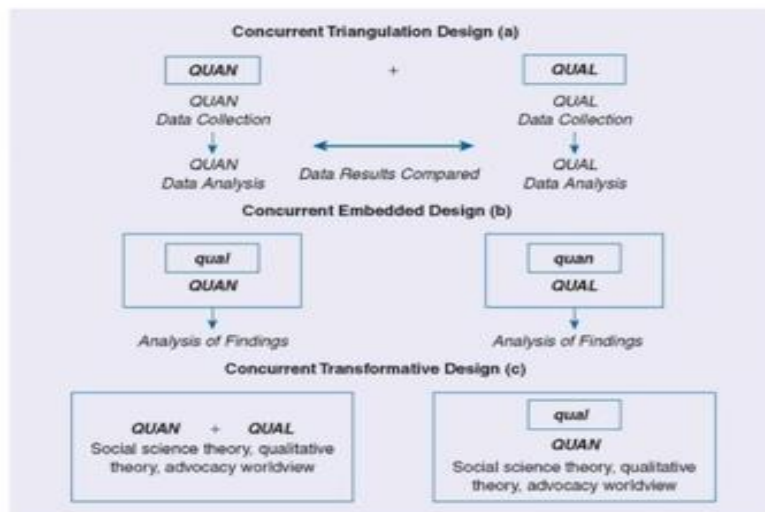 Concurrent Triangulation Design (a)
QUAN + QUAL
QUAN QUAL
Data Collection Data Collection
QUAN QUAL
Data Analysis Data Results Compared Data Analysis
Concurrent Embedded Design (b)
qual quan
QUAN QUAL
Analysis of Findings Analysis of Findings
Concurrent Transformative Design (c)
QUAN + QUAL
Social science theory, qualitative
theory, advocacy worldview
qual
QUAN
Social science theory, qualitative
theory, advocacy worldview